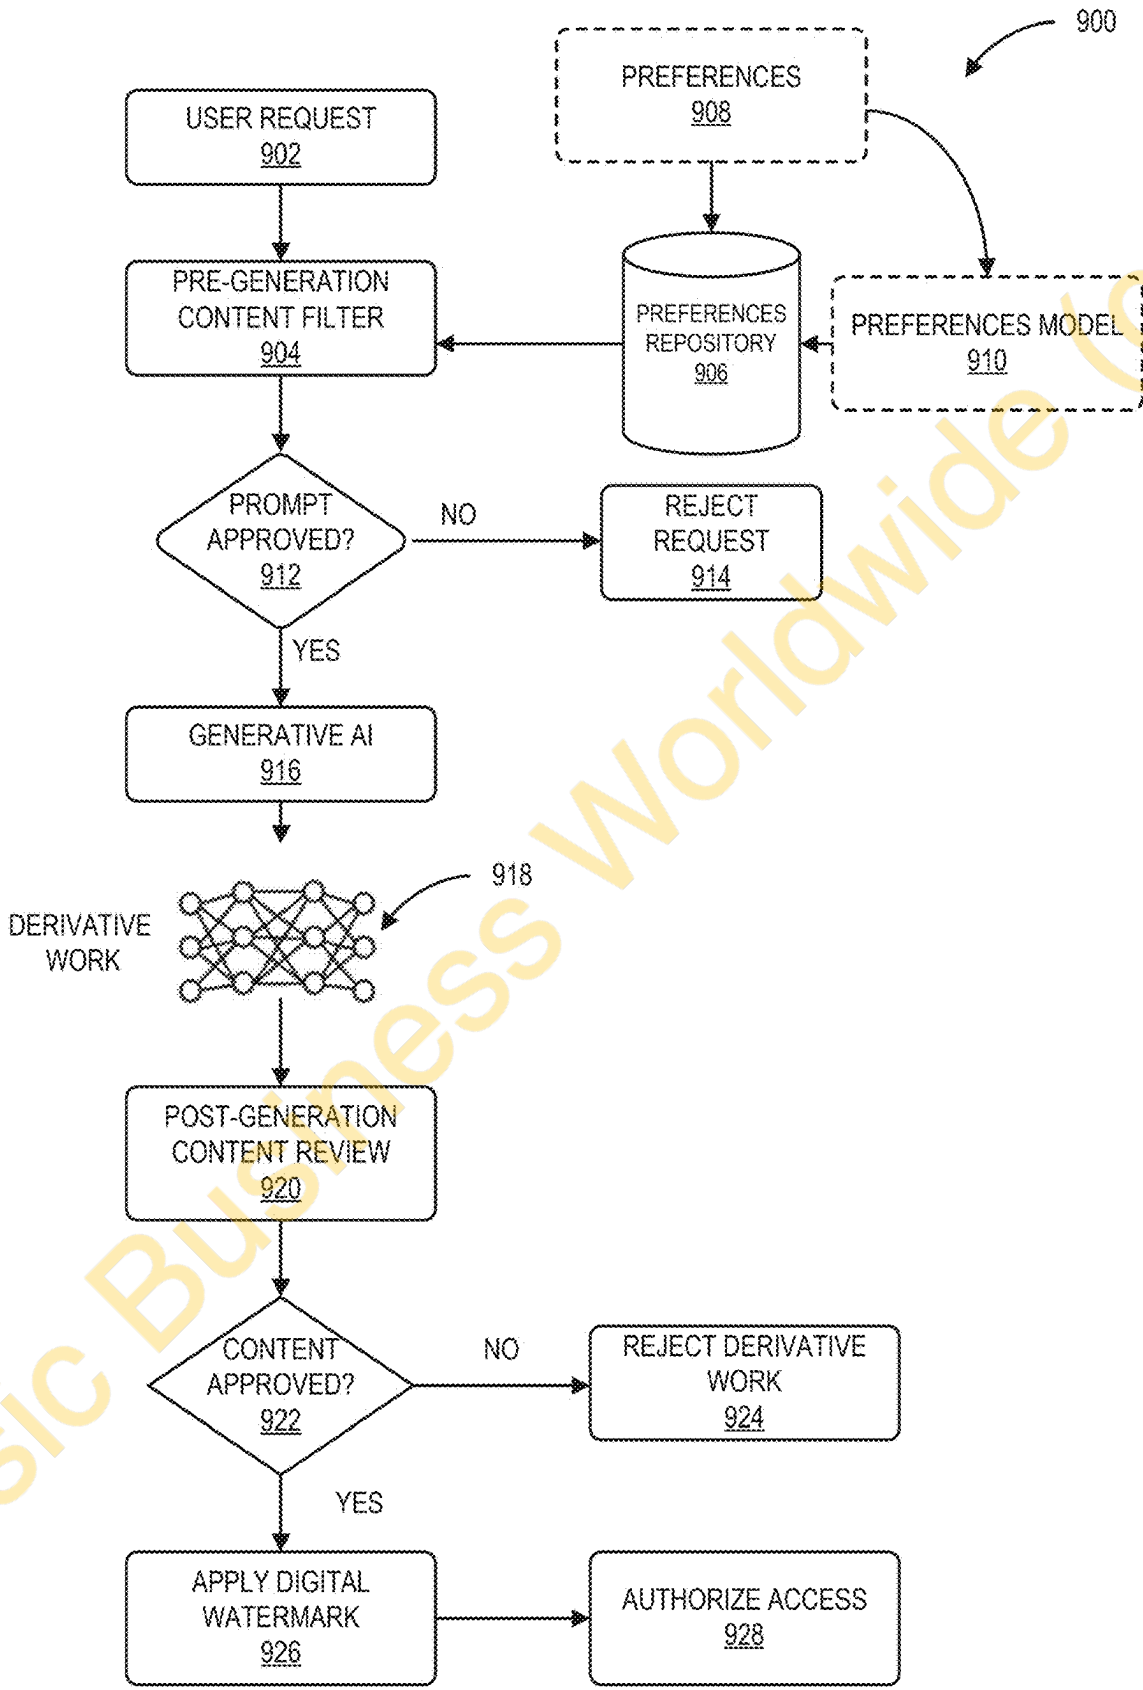 900
PREFERENCES
908
USER REQUEST
902
PRE-GENERATION
CONTENT FILTER
904
PREFERENCES
REPOSITORY
906
PREFERENCES MODEL
910
PROMPT
APPROVED?
912
NO
REJECT
REQUEST
914
YES
GENERATIVE AI
916
918
DERIVATIVE
WORK
POST-GENERATION
CONTENT REVIEW
920
CONTENT
APPROVED?
922
NO
REJECT DERIVATIVE
WORK
924
YES
APPLY DIGITAL
WATERMARK
926
AUTHORIZE ACCESS
928
sic Business Worldwide (